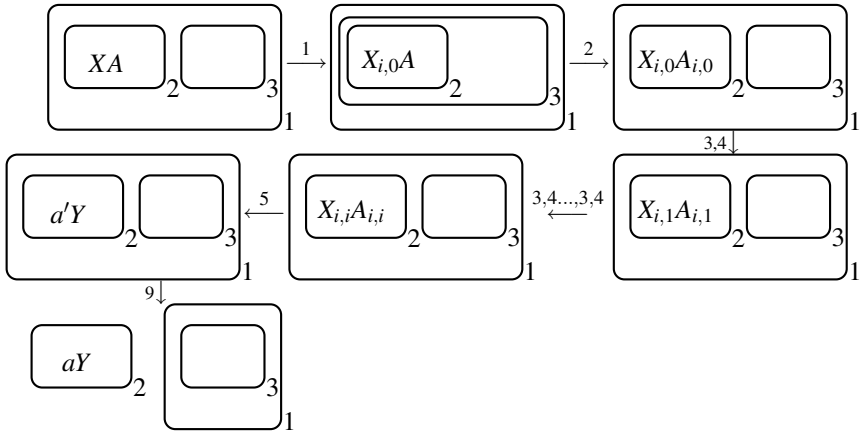 XA 2 3 1
1
X_{i,0}A 2 3 1
2
X_{i,0}A_{i,0} 2 3 1
3,4
X_{i,1}A_{i,1} 2 3 1
3,4...,3,4
X_{i,i}A_{i,i} 2 3 1
5
a'Y 2 3 1
9
aY 2
3 1